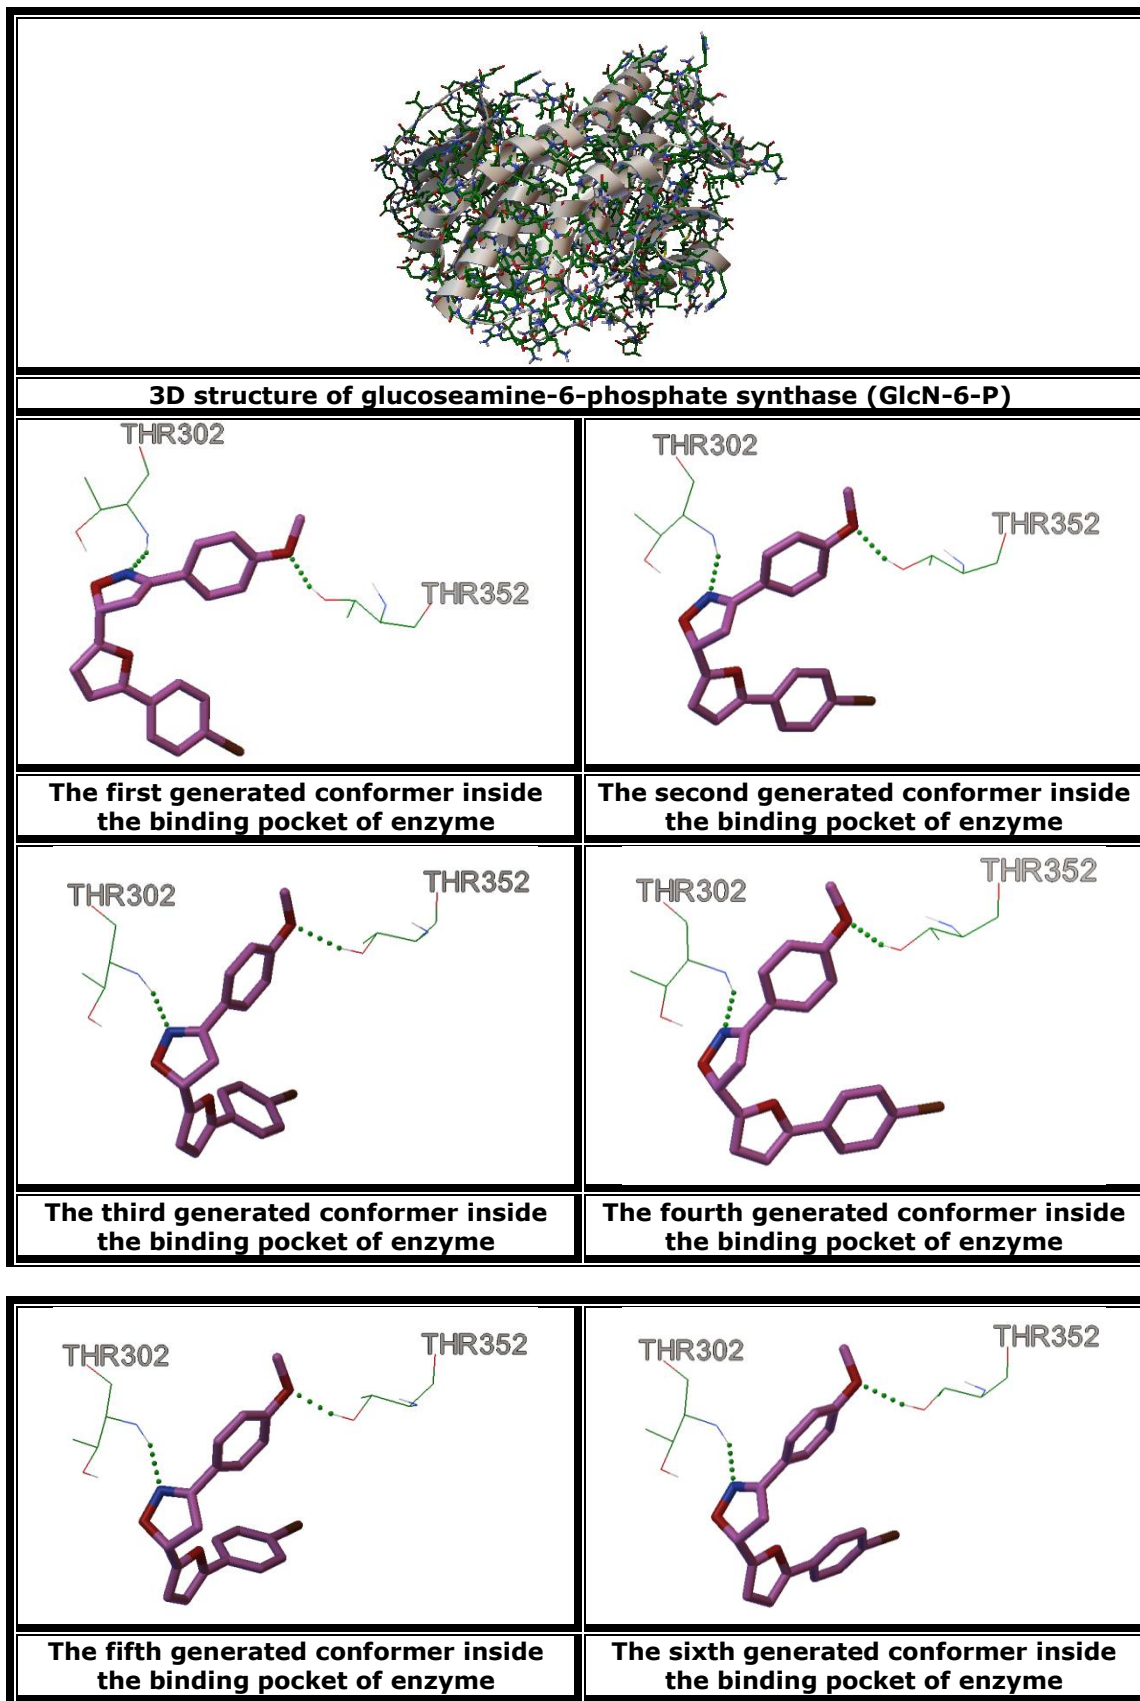 3D structure of glucoseamine-6-phosphate synthase (GlcN-6-P)
THR302
THR352
THR302
THR352
The first generated conformer inside
the binding pocket of enzyme
The second generated conformer inside
the binding pocket of enzyme
THR302
THR352
THR302
THR352
The third generated conformer inside
the binding pocket of enzyme
The fourth generated conformer inside
the binding pocket of enzyme
THR302
THR352
THR302
THR352
The fifth generated conformer inside
the binding pocket of enzyme
The sixth generated conformer inside
the binding pocket of enzyme